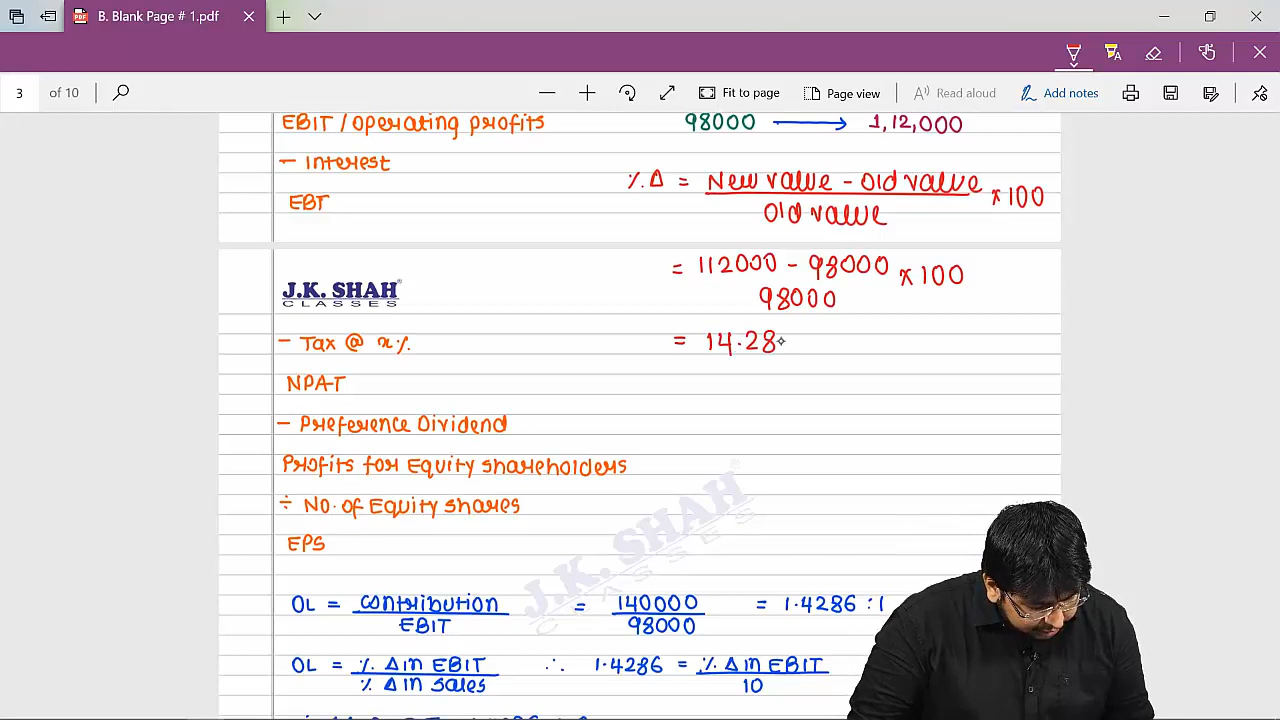 B. Blank Page # 1.pdf
3 of 10 Fit to page Page view Read aloud Add notes
EBIT / operating profits 98000 → 1,12,000
- Interest
%. Δ = New value - Old value × 100
Old value
EBT
= 112000 - 98000 × 100
98000
J.K. SHAH®
CLASSES
- Tax @ x% = 14.28
NPAT
- Preference Dividend
Profits for Equity shareholders
÷ No. of Equity shares
EPS
J.K. SHAH®
CLASSES
OL = contribution = 140000 = 1.4286 : 1
EBIT 98000
OL = % Δ in EBIT ∴ 1.4286 = % Δ in EBIT
% Δ in sales 10